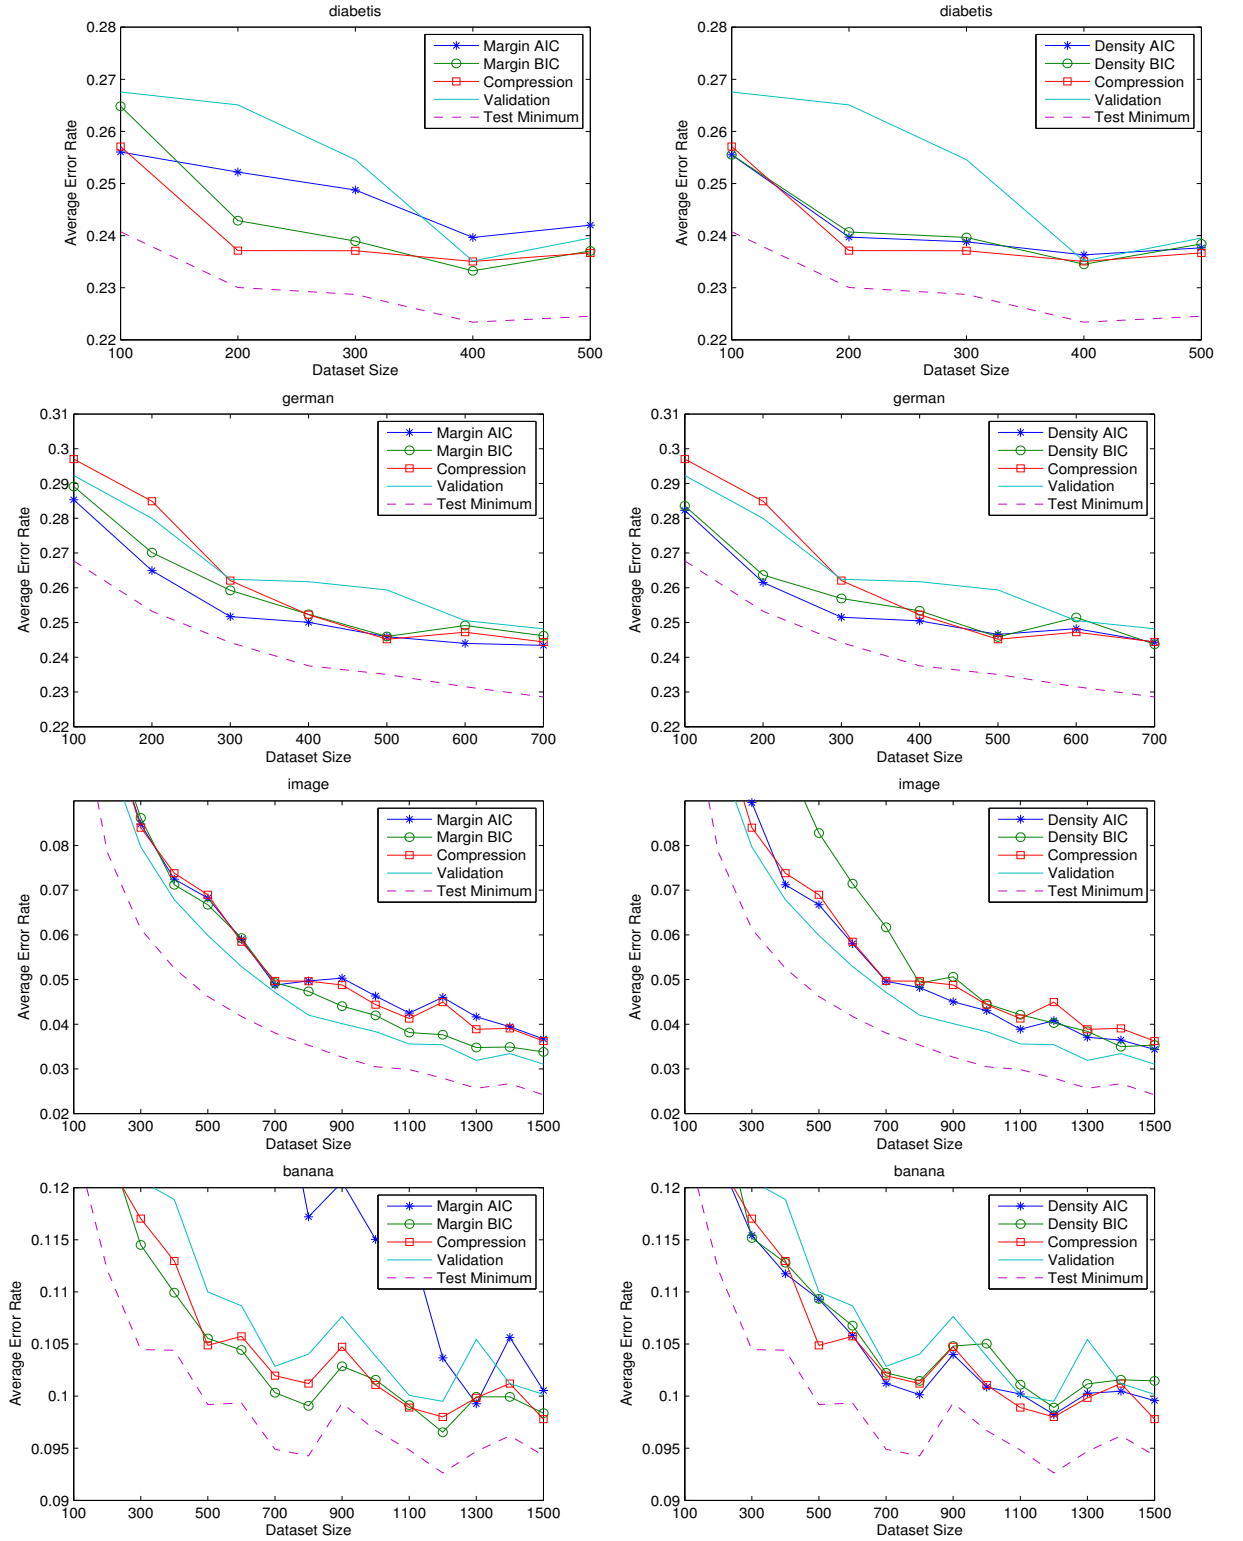 diabetis
0.28
0.27
0.26
0.25
0.24
0.23
0.22
100
200
300
400
500
Average Error Rate
Dataset Size
Margin AIC
Margin BIC
Compression
Validation
Test Minimum
diabetis
0.28
0.27
0.26
0.25
0.24
0.23
0.22
100
200
300
400
500
Average Error Rate
Dataset Size
Density AIC
Density BIC
Compression
Validation
Test Minimum
german
0.31
0.3
0.29
0.28
0.27
0.26
0.25
0.24
0.23
0.22
100
200
300
400
500
600
700
Average Error Rate
Dataset Size
Margin AIC
Margin BIC
Compression
Validation
Test Minimum
german
0.31
0.3
0.29
0.28
0.27
0.26
0.25
0.24
0.23
0.22
100
200
300
400
500
600
700
Average Error Rate
Dataset Size
Density AIC
Density BIC
Compression
Validation
Test Minimum
image
0.08
0.07
0.06
0.05
0.04
0.03
0.02
100
300
500
700
900
1100
1300
1500
Average Error Rate
Dataset Size
Margin AIC
Margin BIC
Compression
Validation
Test Minimum
image
0.08
0.07
0.06
0.05
0.04
0.03
0.02
100
300
500
700
900
1100
1300
1500
Average Error Rate
Dataset Size
Density AIC
Density BIC
Compression
Validation
Test Minimum
banana
0.12
0.115
0.11
0.105
0.1
0.095
0.09
100
300
500
700
900
1100
1300
1500
Average Error Rate
Dataset Size
Margin AIC
Margin BIC
Compression
Validation
Test Minimum
banana
0.12
0.115
0.11
0.105
0.1
0.095
0.09
100
300
500
700
900
1100
1300
1500
Average Error Rate
Dataset Size
Density AIC
Density BIC
Compression
Validation
Test Minimum